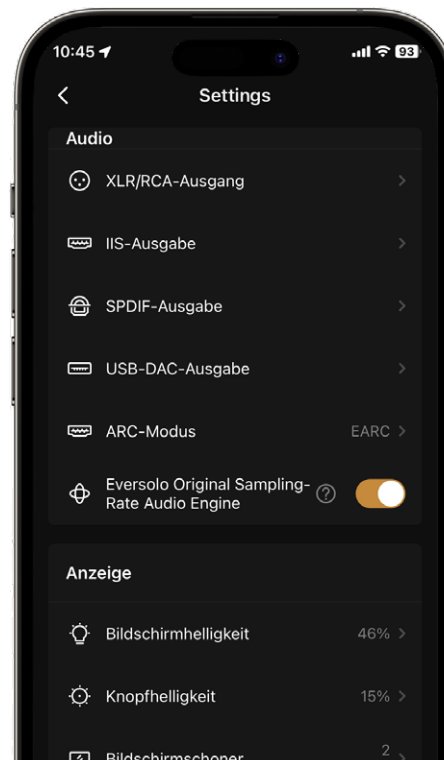 10:45
93
Settings
Audio
XLR/RCA-Ausgang
IIS-Ausgabe
SPDIF-Ausgabe
USB-DAC-Ausgabe
ARC-Modus EARC
Eversolo Original Sampling-
Rate Audio Engine ?
Anzeige
Bildschirmhelligkeit 46%
Knopfhelligkeit 15%
2
Bildschirmschoner